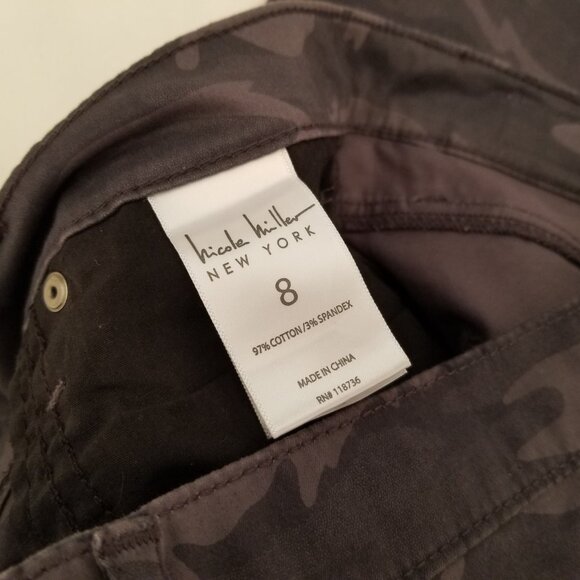 Nicole Miller
NEW YORK
8
97% COTTON/3% SPANDEX
MADE IN CHINA
RN# 118736